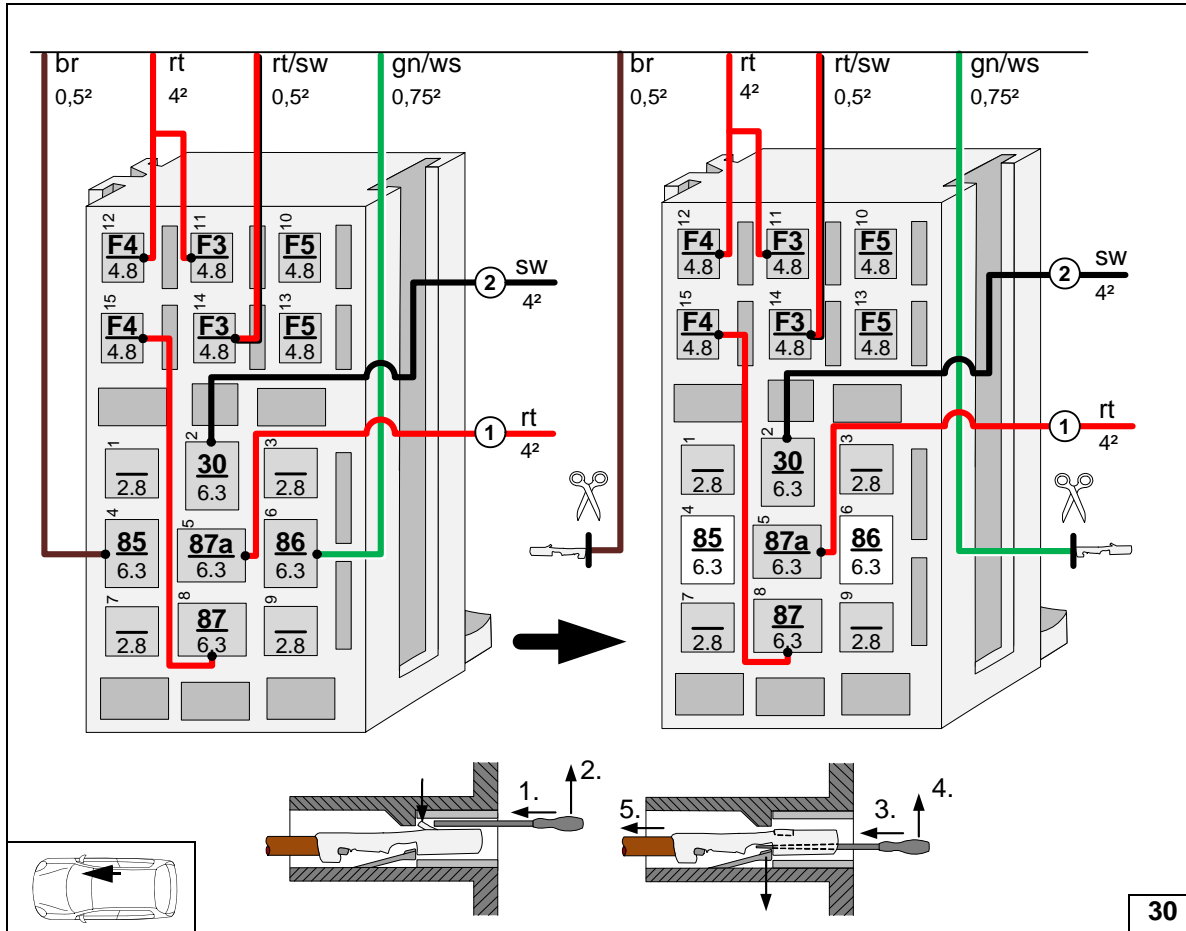 br rt rt/sw gn/ws
0,5² 4² 0,5² 0,75²
12 11 10
F4 F3 F5
4.8 4.8 4.8
2 sw
4²
15 14 13
F4 F3 F5
4.8 4.8 4.8
1 rt
4²
1 2 3
30
2.8 6.3 2.8
4 5 6
85 87a 86
6.3 6.3 6.3
7 8 9
87
2.8 6.3 2.8
br rt rt/sw gn/ws
0,5² 4² 0,5² 0,75²
12 11 10
F4 F3 F5
4.8 4.8 4.8
2 sw
4²
15 14 13
F4 F3 F5
4.8 4.8 4.8
1 rt
4²
1 2 3
30
2.8 6.3 2.8
4 5 6
85 87a 86
6.3 6.3 6.3
7 8 9
87
2.8 6.3 2.8
1. 2.
5. 3. 4.
30